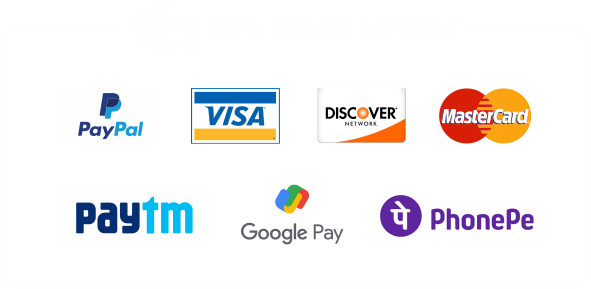 PayPal
VISA
DISCOVER
NETWORK
MasterCard
paytm
Google Pay
पे PhonePe